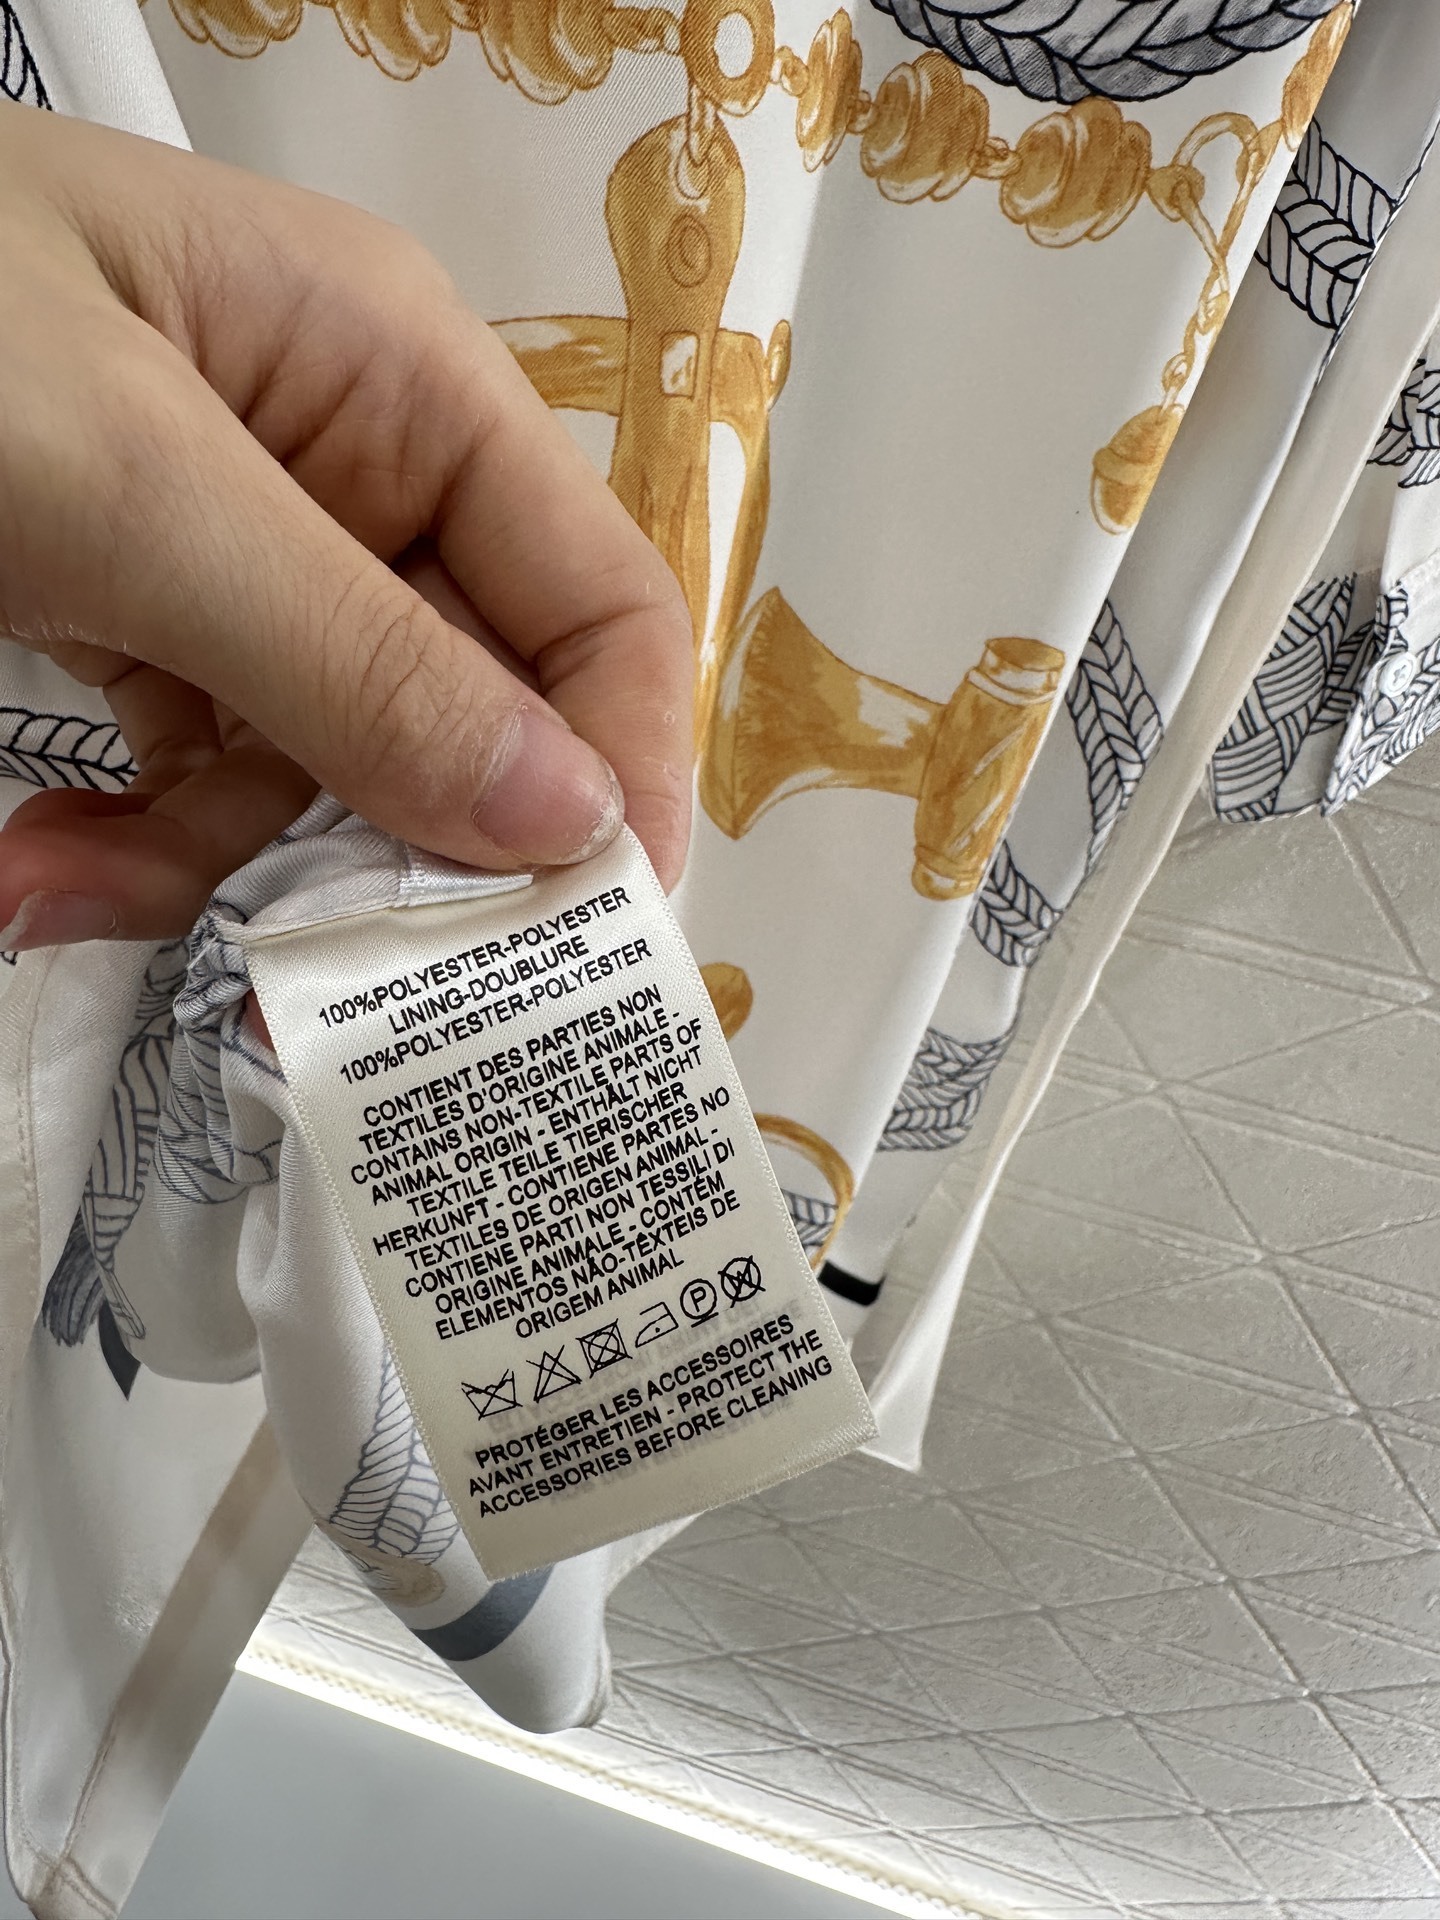 100%POLYESTER-POLYESTER
LINING-DOUBLURE
100%POLYESTER-POLYESTER
CONTIENT DES PARTIES NON
TEXTILES D'ORIGINE ANIMALE -
CONTAINS NON-TEXTILE PARTS OF
ANIMAL ORIGIN - ENTHÄLT NICHT
TEXTILE TEILE TIERISCHER
HERKUNFT - CONTIENE PARTES NO
TEXTILES DE ORIGEN ANIMAL -
CONTIENE PARTI NON TESSILI DI
ORIGINE ANIMALE - CONTÉM
ELEMENTOS NÃO-TÊXTEIS DE
ORIGEM ANIMAL
P W
PROTÉGER LES ACCESSOIRES
AVANT ENTRETIEN - PROTECT THE
ACCESSORIES BEFORE CLEANING